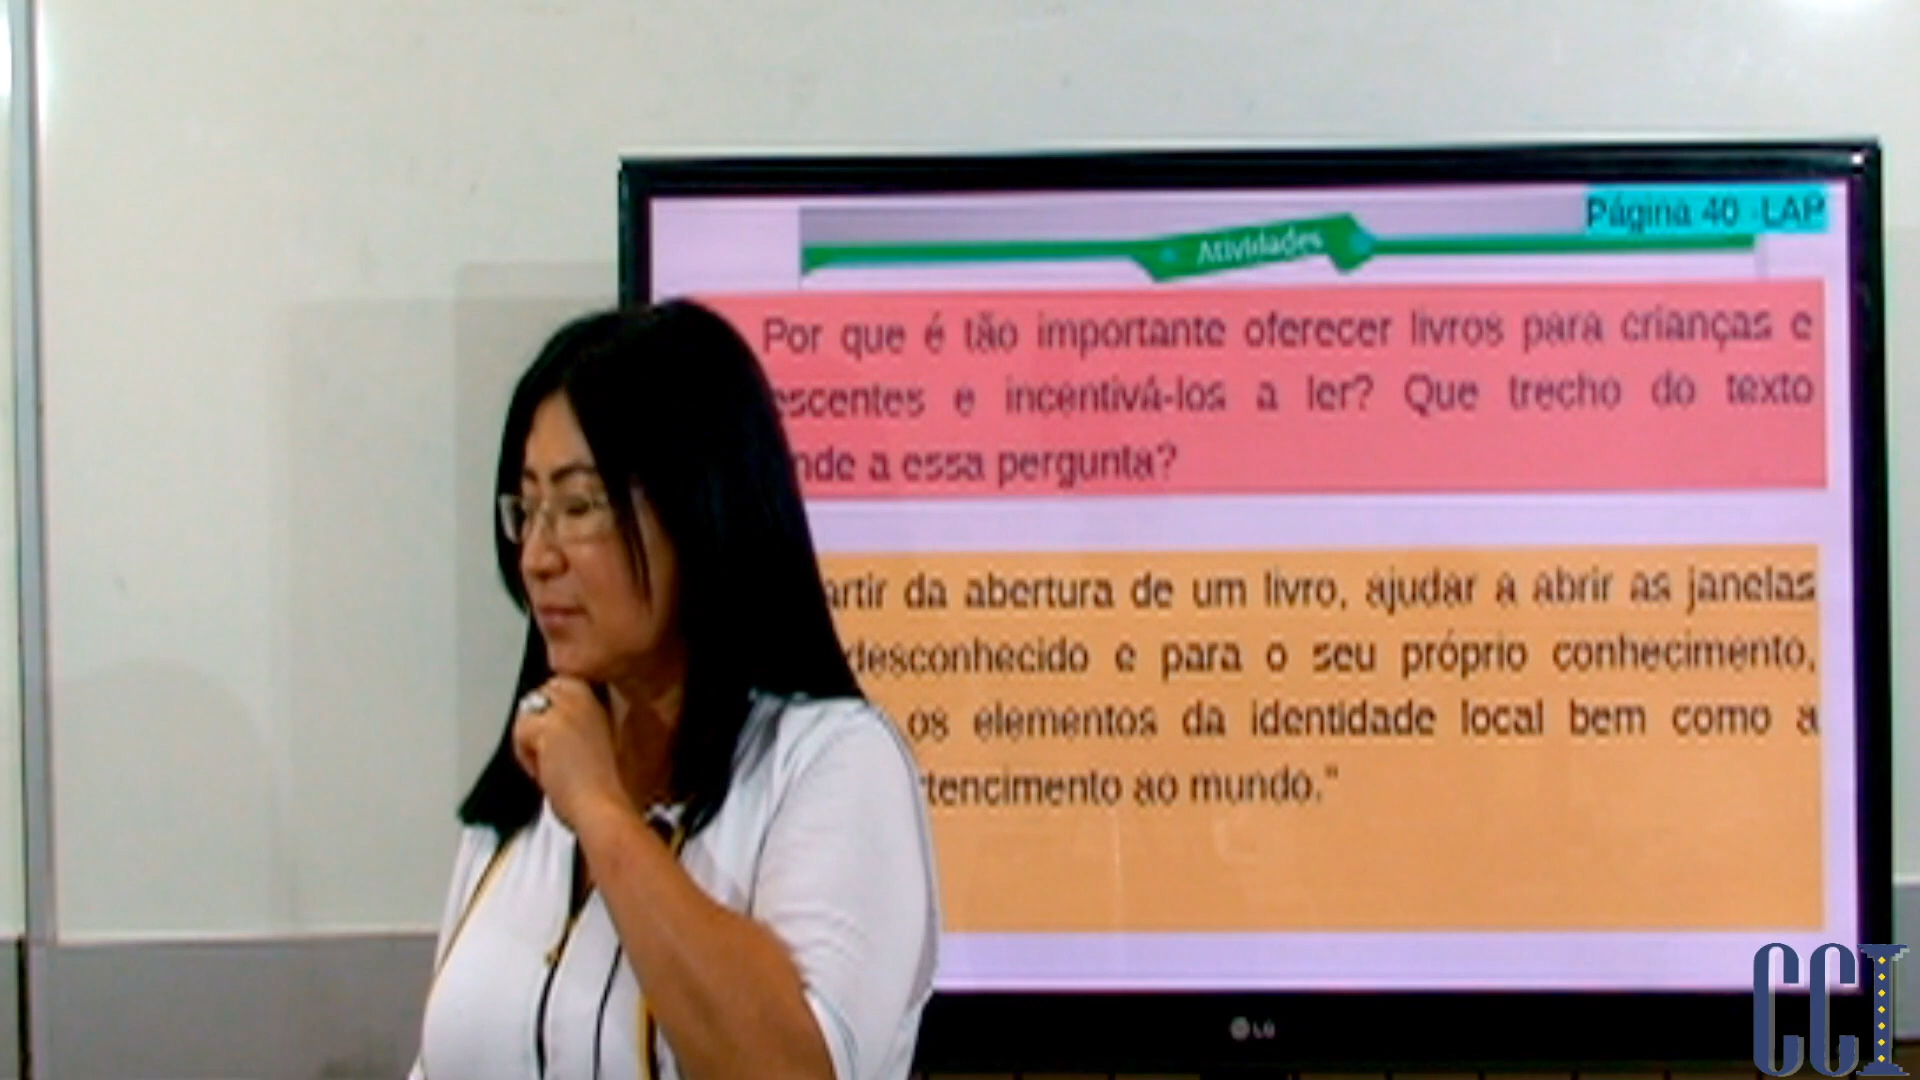 Página 40 -LAP
Atividades
Por que é tão importante oferecer livros para crianças e
escentes e incentivá-los a ler? Que trecho do texto
nde a essa pergunta?
artir da abertura de um livro, ajudar a abrir as janelas
desconhecido e para o seu próprio conhecimento,
os elementos da identidade local bem como a
rtencimento ao mundo."
LG
CCI